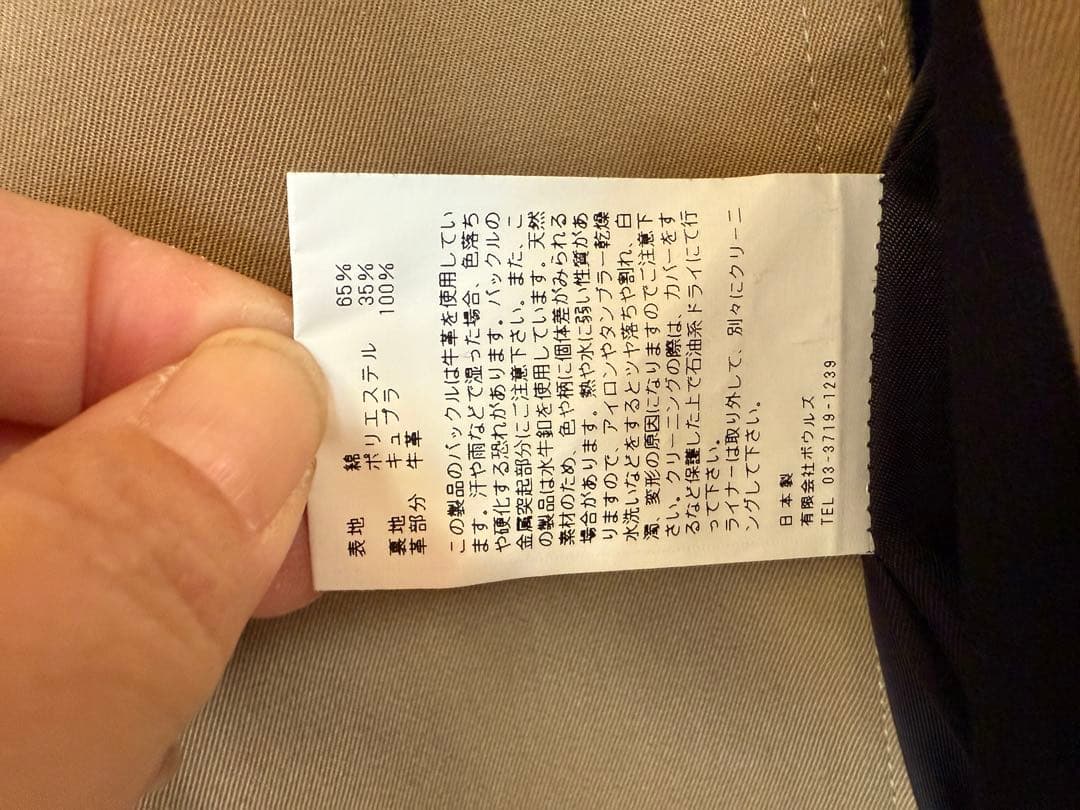 表地 綿 65%
ポリエステル 35%
裏地 キュプラ 100%
革部分 牛革
この製品のバックルは牛革を使用してい
ます。汗や雨などで湿った場合、色落ち
や硬化する恐れがあります。バックルの
金属突起部分にご注意下さい。また、こ
の製品は水牛釦を使用しています。天然
素材のため、色や柄に個体差がみられる
場合があります。熱や水に弱い性質があ
りますので、アイロンやタンブラー乾燥
水洗いなどをするとツヤ落ちや割れ、白
濁、変形の原因になりますのでご注意下
さい。クリーニングの際は、カバーをす
るなど保護した上で石油系ドライにて行
って下さい。
ライナーは取り外して、別々にクリーニ
ングして下さい。
日本製
有限会社ボウルズ
TEL 03-3719-1239